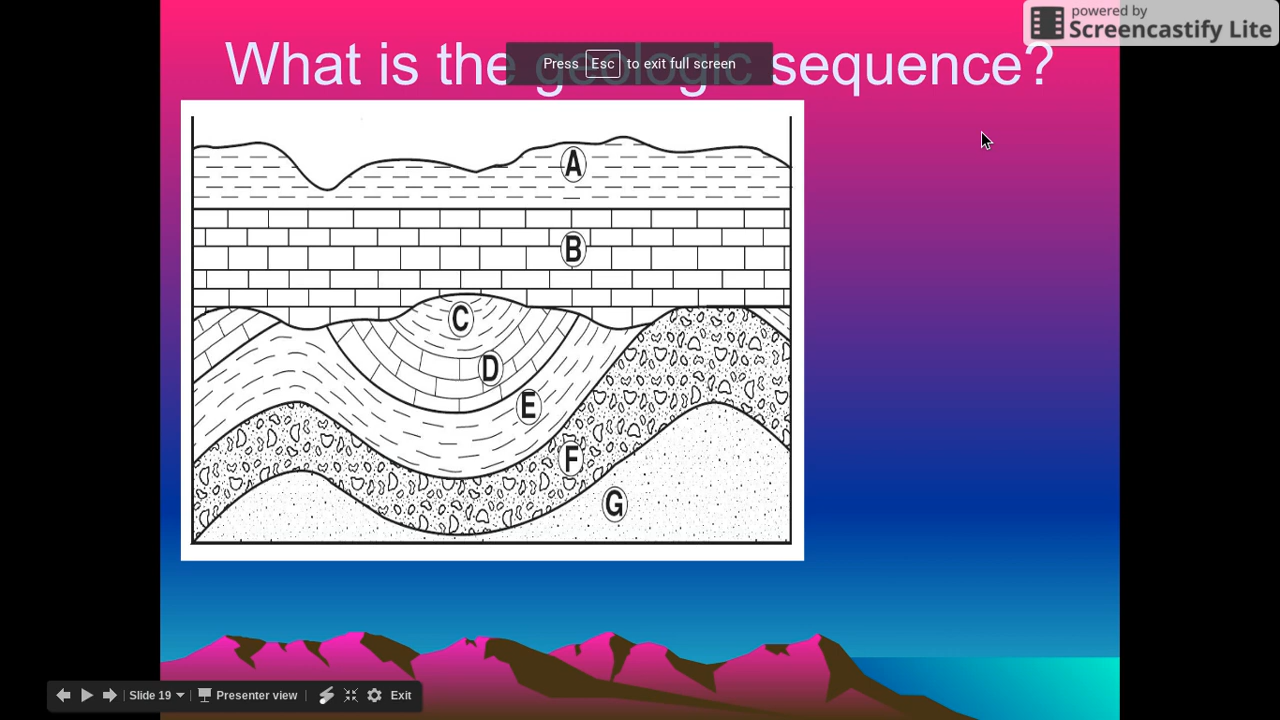 powered by
Screencastify Lite
What is the geologic sequence?
Press Esc to exit full screen
A
B
C
D
E
F
G
Slide 19 Presenter view Exit